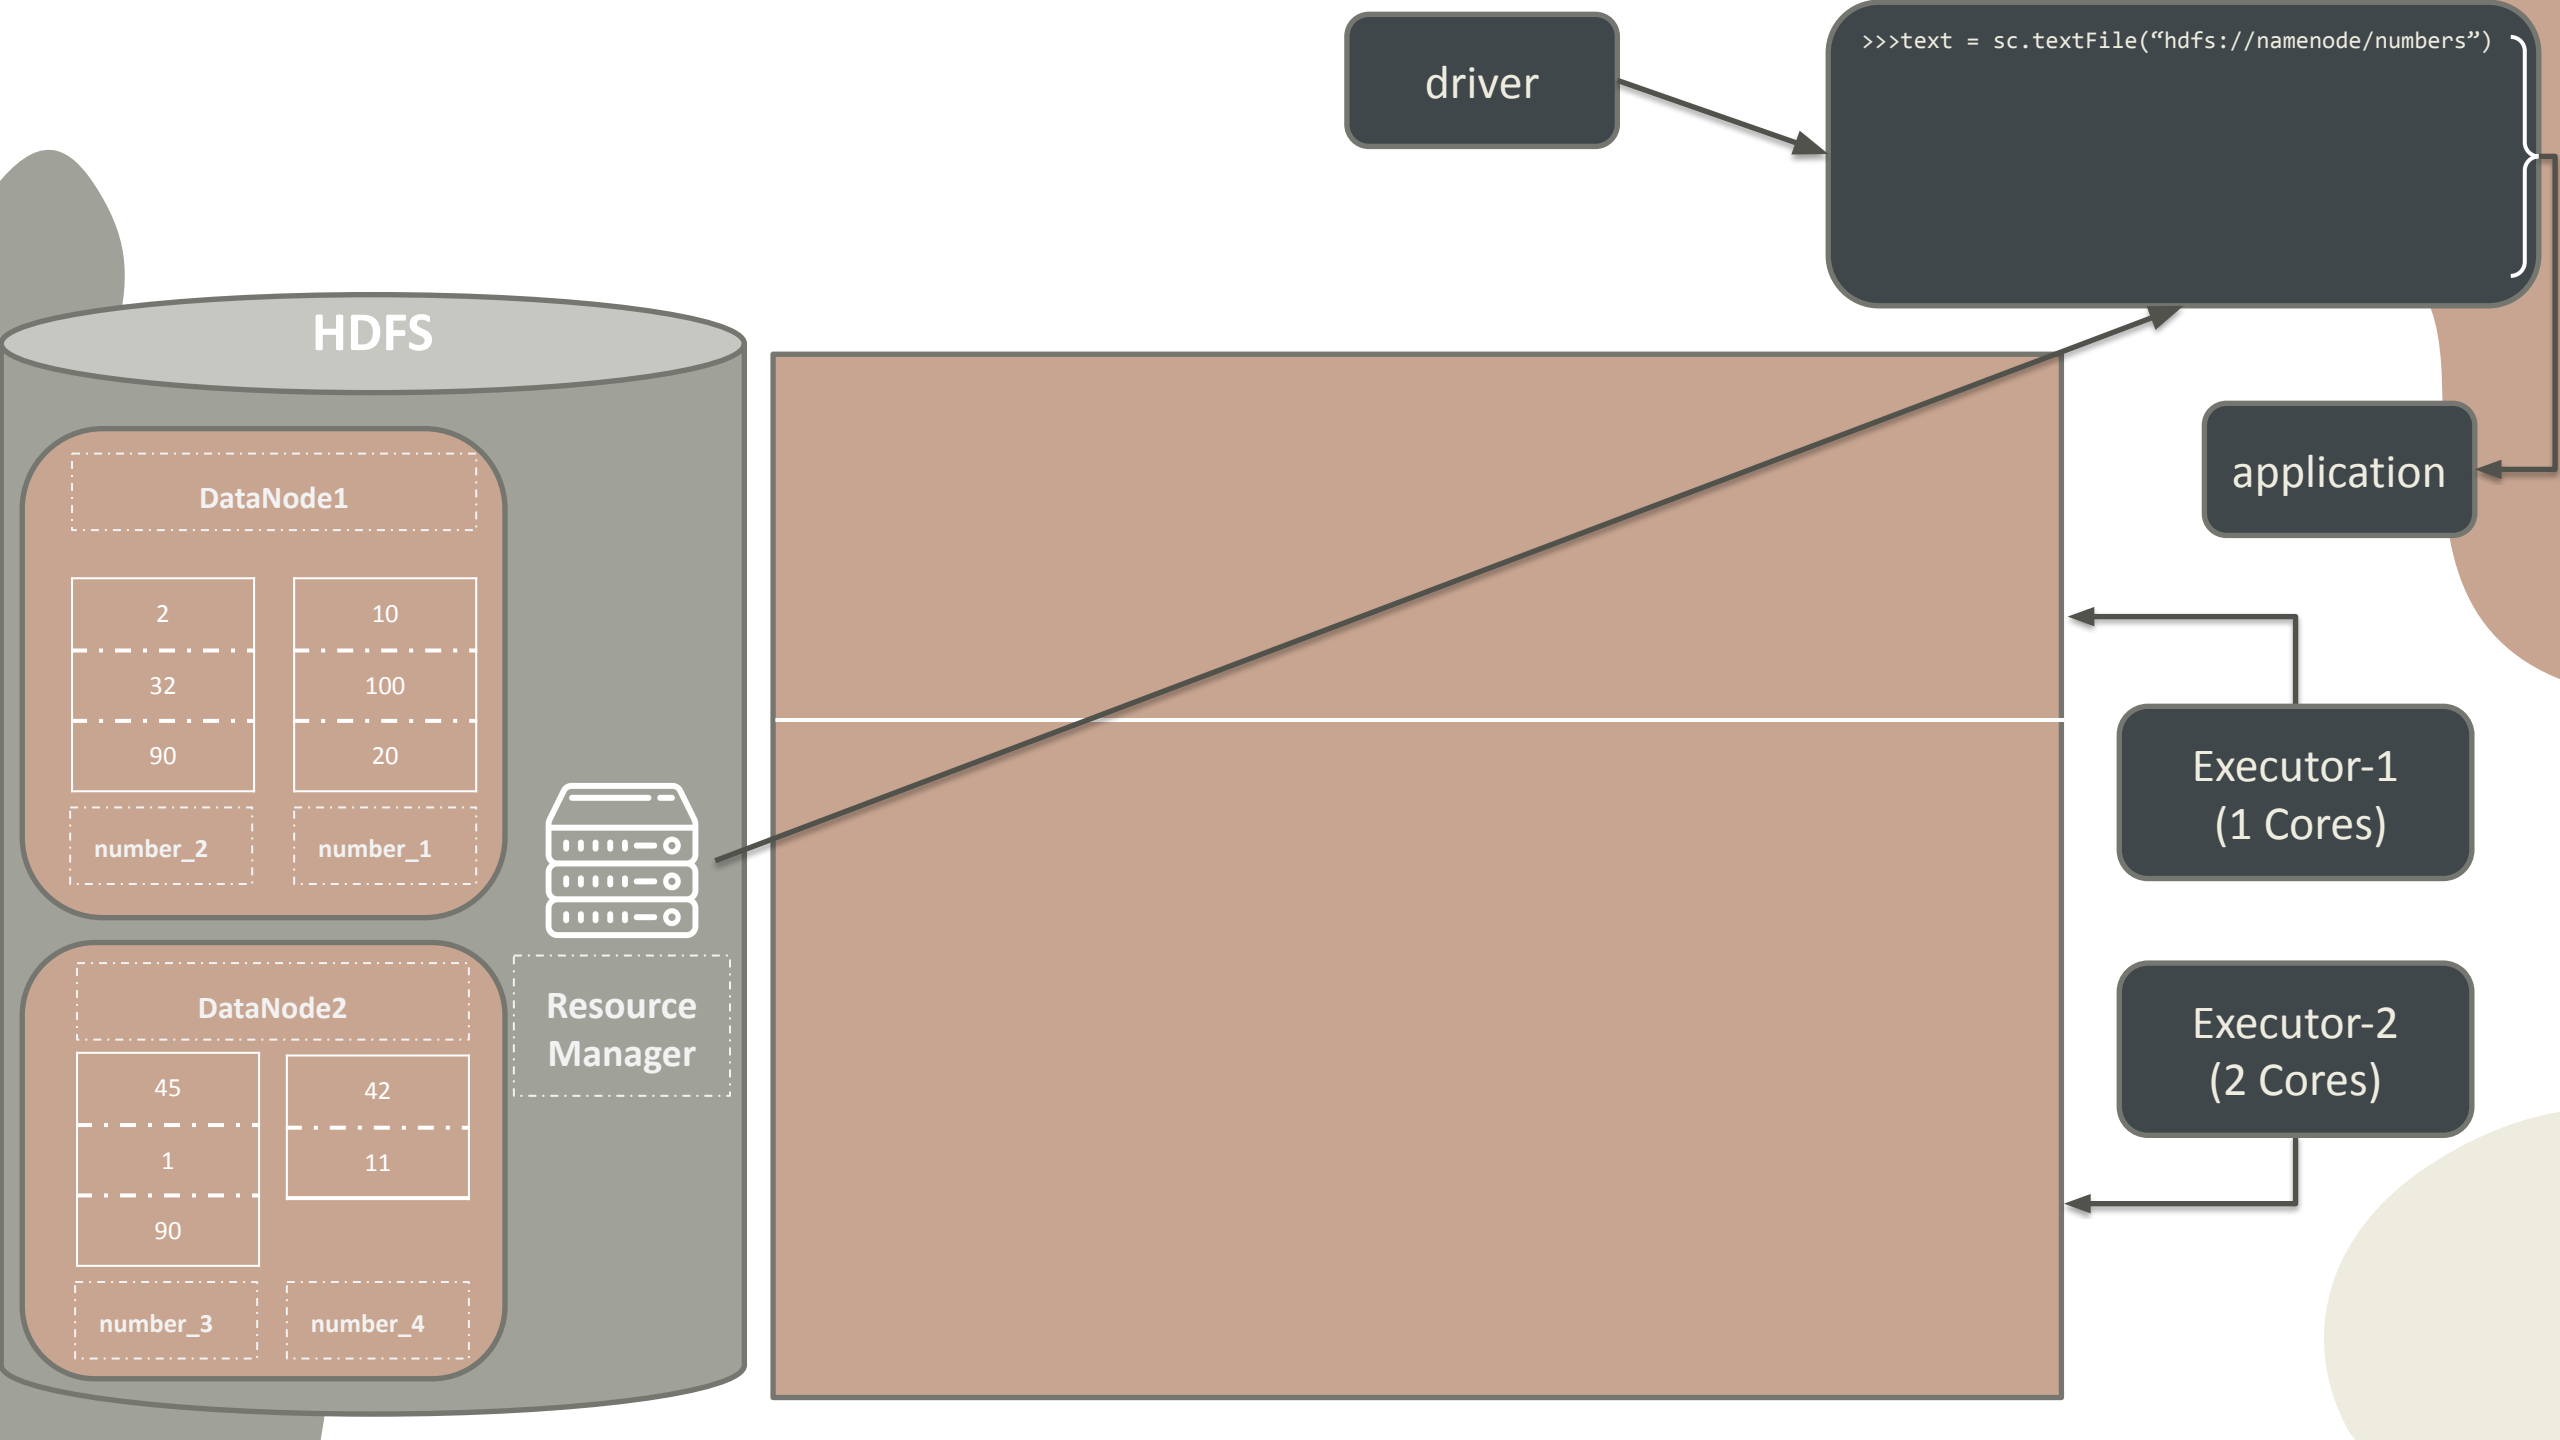 >>>text = sc.textFile(“hdfs://namenode/numbers”)
driver
HDFS
application
DataNode1
2
32
90
10
100
20
number_2
number_1
Executor-1
(1 Cores)
DataNode2
Resource
Manager
45
1
90
42
11
number_3
number_4
Executor-2
(2 Cores)